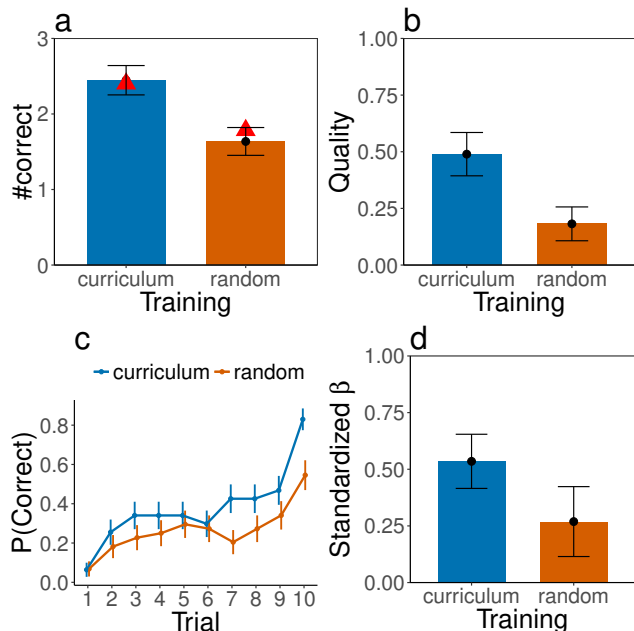 a
3
2
1
0
#correct
curriculum random
Training
b
1.00
0.75
0.50
0.25
0.00
Quality
curriculum random
Training
c
curriculum random
0.8
0.6
0.4
0.2
0.0
P(Correct)
1 2 3 4 5 6 7 8 9 10
Trial
d
1.00
0.75
0.50
0.25
0.00
Standardized β
curriculum random
Training